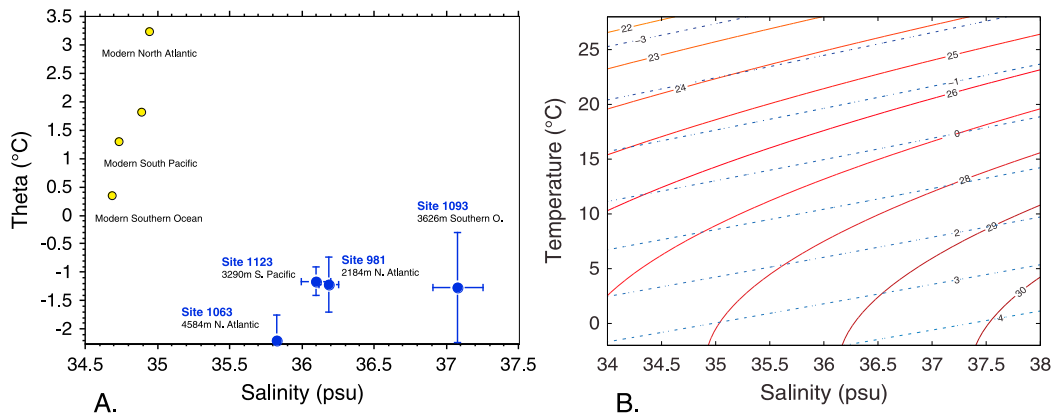 3.5
3
2.5
2
1.5
1
0.5
0
-0.5
-1
-1.5
-2
Theta (°C)
34.5
35
35.5
36
36.5
37
37.5
Salinity (psu)
A.
Modern North Atlantic
Modern South Pacific
Modern Southern Ocean
Site 1093
3626m Southern O.
Site 1123
3290m S. Pacific
Site 981
2184m N. Atlantic
Site 1063
4584m N. Atlantic
25
20
15
10
5
0
Temperature (°C)
34
35
36
37
38
34
35
36
37
38
Salinity (psu)
B.
22
-3
23
24
25
-1
26
0
28
2
29
3
30
4